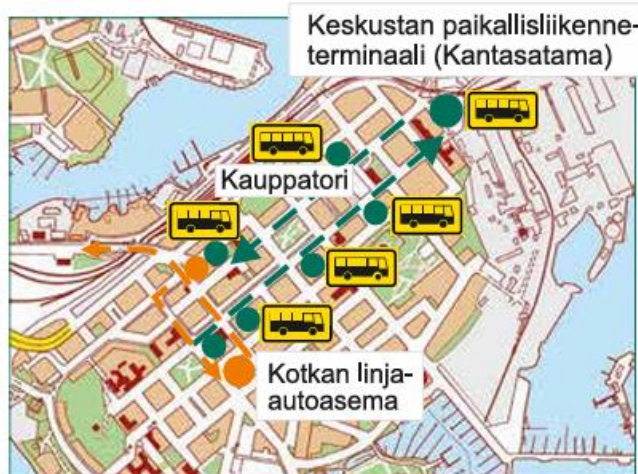 Keskustan paikallisliikenne-
terminaali (Kantasatama)
Kauppatori
Kotkan linja-
autoasema